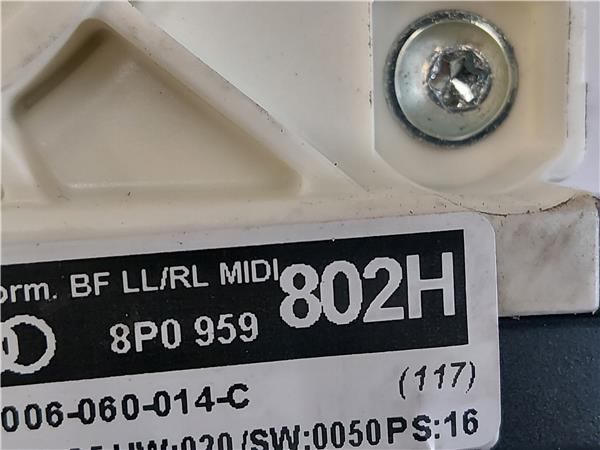 orm. BF LL/RL MIDI 802H
8P0 959
006-060-014-C (117)
HW:020/SW:0050 PS:16